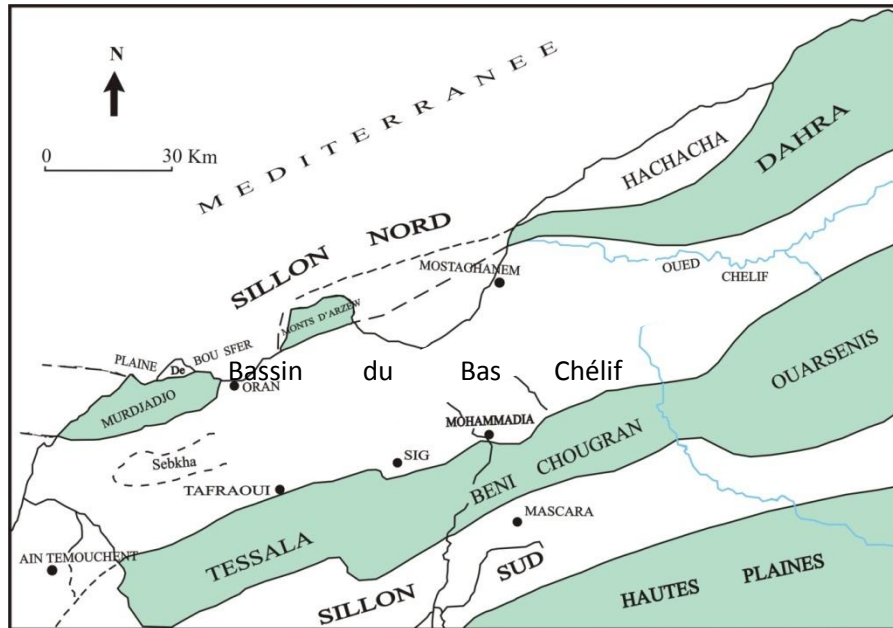 N
0 30 Km
MEDITERRANEE
HACHACHA
DAHRA
SILLON NORD
MOSTAGHANEM
OUED
CHELIF
MONTS D'ARZEW
PLAINE De BOU SFER
Bassin du Bas Chélif
ORAN
MURDJADJO
OUARSENIS
MOHAMMADIA
Sebkha
SIG
TAFRAOUI
BENI CHOUGRAN
MASCARA
AIN TEMOUCHENT
TESSALA
SILLON SUD
HAUTES PLAINES